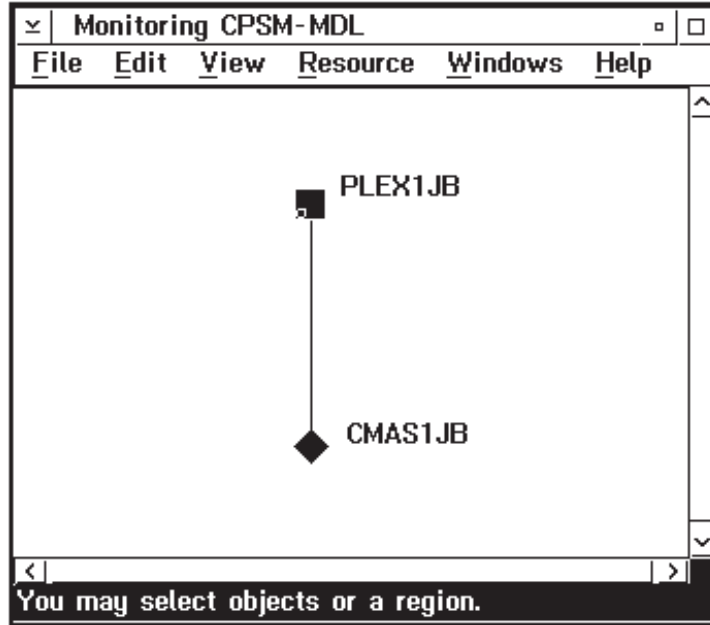 Monitoring CPSM-MDL
File Edit View Resource Windows Help
PLEX1JB
CMAS1JB
You may select objects or a region.